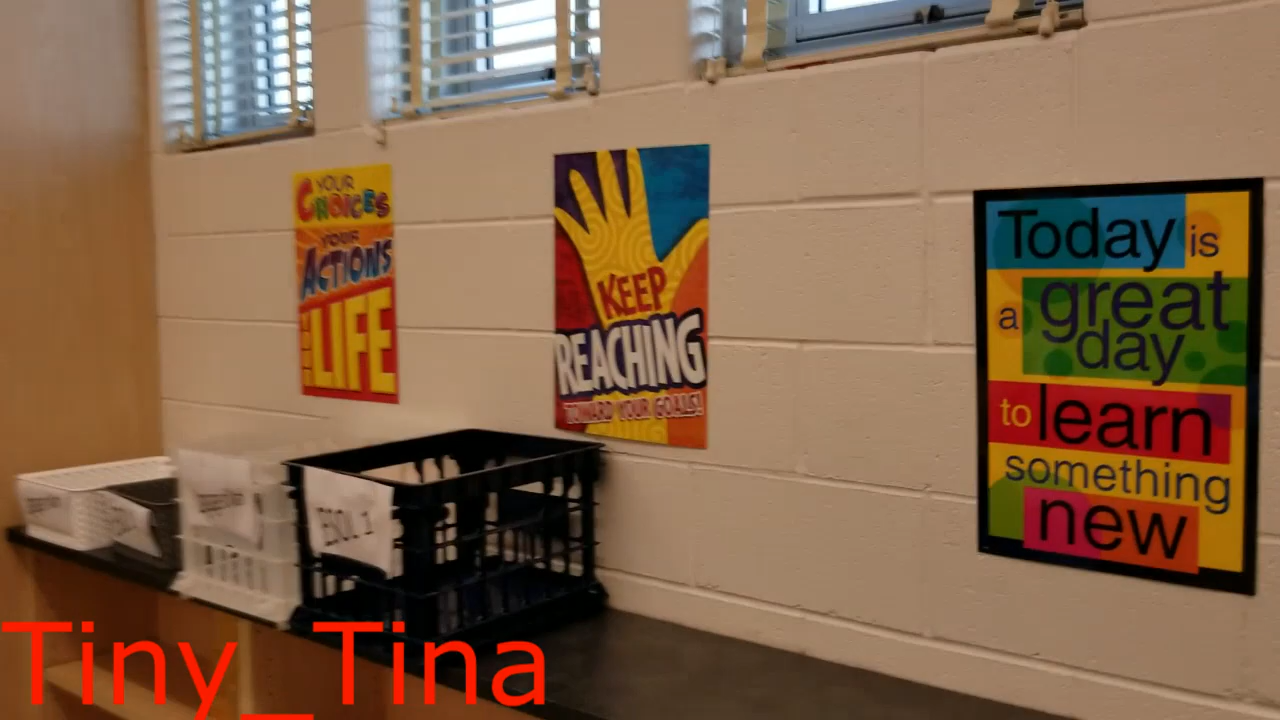 YOUR
CHOICES
YOUR
ACTIONS
LIFE
KEEP
REACHING
TOWARD YOUR GOALS!
Today is
a great
day
to learn
something
new
ESOL 1
Tiny_Tina